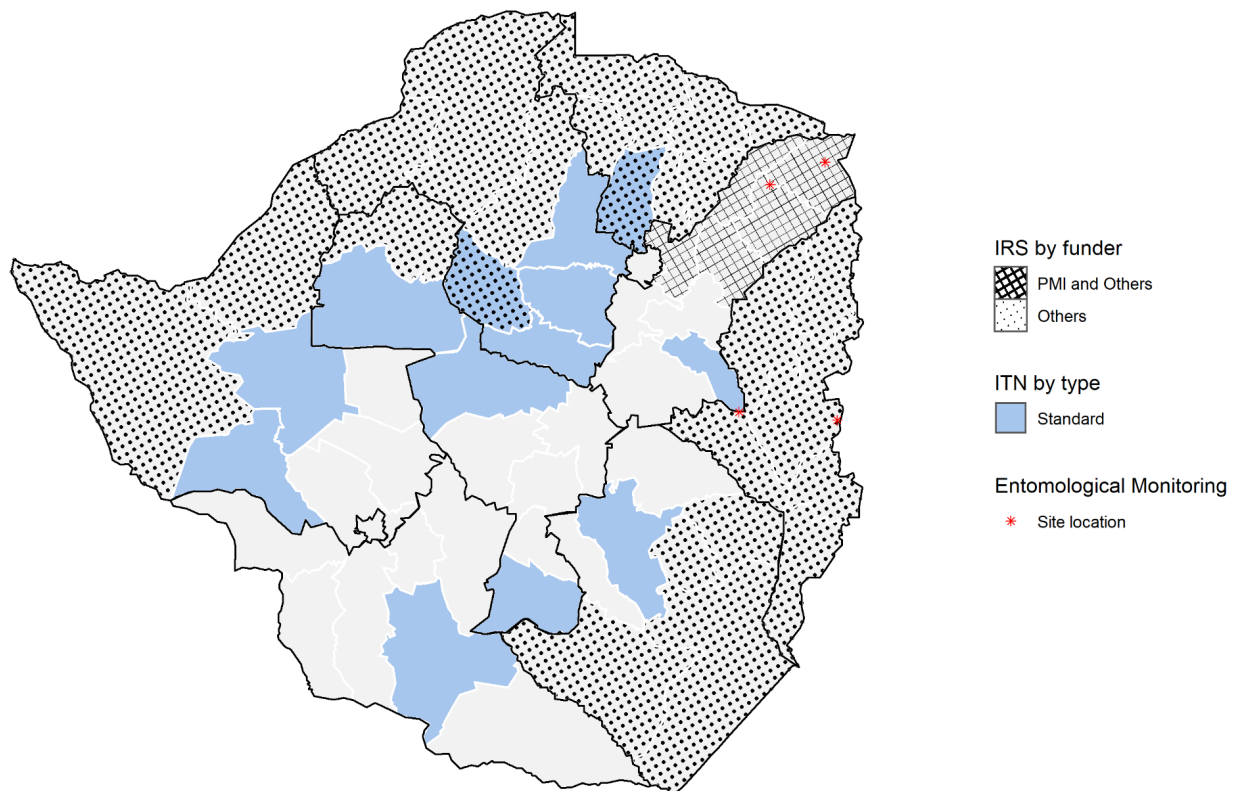 IRS by funder
PMI and Others
Others
ITN by type
Standard
Entomological Monitoring
Site location